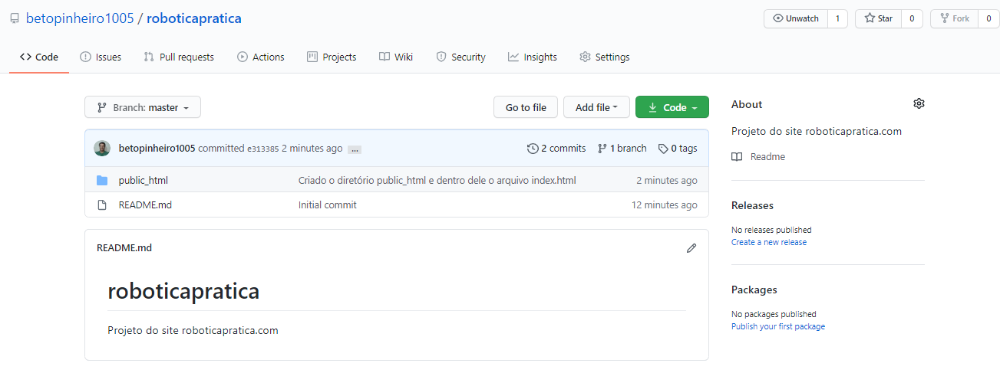 betopinheiro1005 / roboticapratica
Unwatch 1 Star 0 Fork 0
Code Issues Pull requests Actions Projects Wiki Security Insights Settings
Branch: master Go to file Add file Code
betopinheiro1005 committed e313385 2 minutes ago ... 2 commits 1 branch 0 tags
public_html Criado o diretório public_html e dentro dele o arquivo index.html 2 minutes ago
README.md Initial commit 12 minutes ago
README.md
roboticapratica
Projeto do site roboticapratica.com
About
Projeto do site roboticapratica.com
Readme
Releases
No releases published
Create a new release
Packages
No packages published
Publish your first package